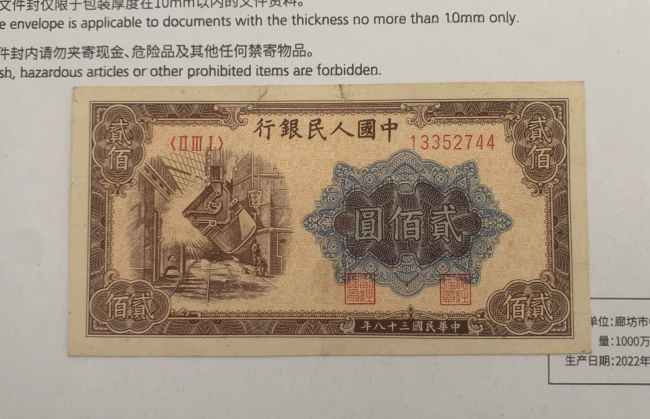 文件封仅限于包装厚度在10mm以内的文件资料。
e envelope is applicable to documents with the thickness no more than 1.0mm only.
件封内请勿夹寄现金、危险品及其他任何禁寄物品。
sh, hazardous articles or other prohibited items are forbidden.
行銀民人國中
貳佰
貳佰
〈ⅡⅢⅠ〉
13352744
圓佰貳
佰貳
佰貳
年八十三國民華中
单位:廊坊市
量:1000万
生产日期:2022年